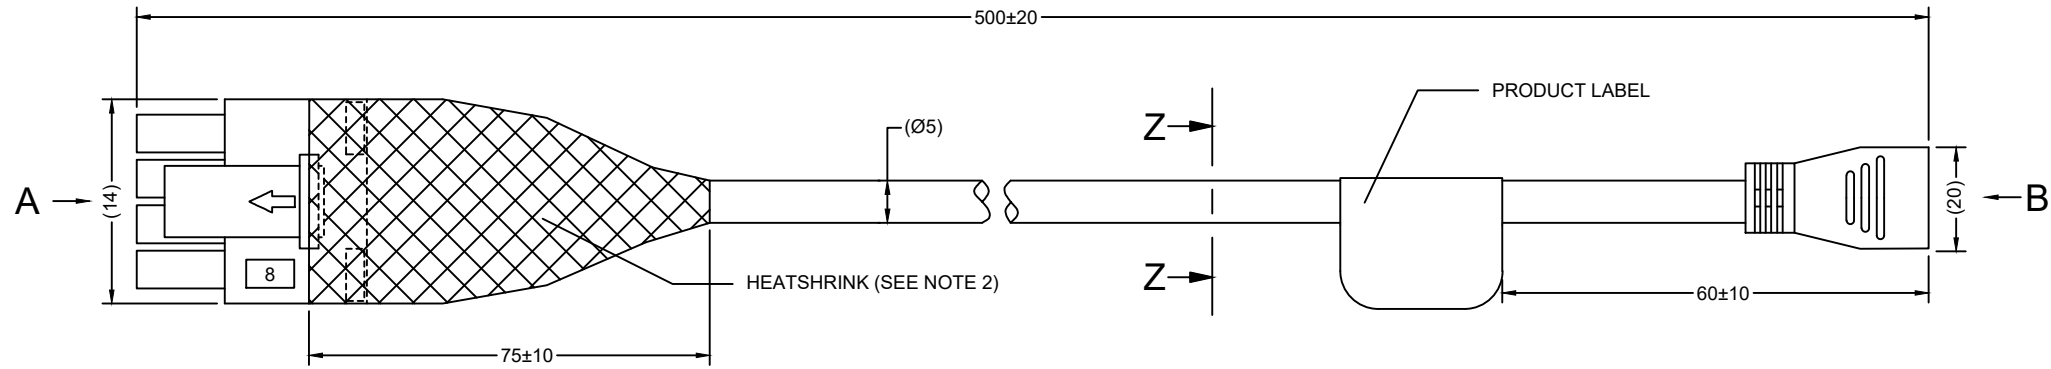 500±20
PRODUCT LABEL
Z
(Ø5)
A
(14)
(20)
B
8
HEATSHRINK (SEE NOTE 2)
Z
60±10
75±10